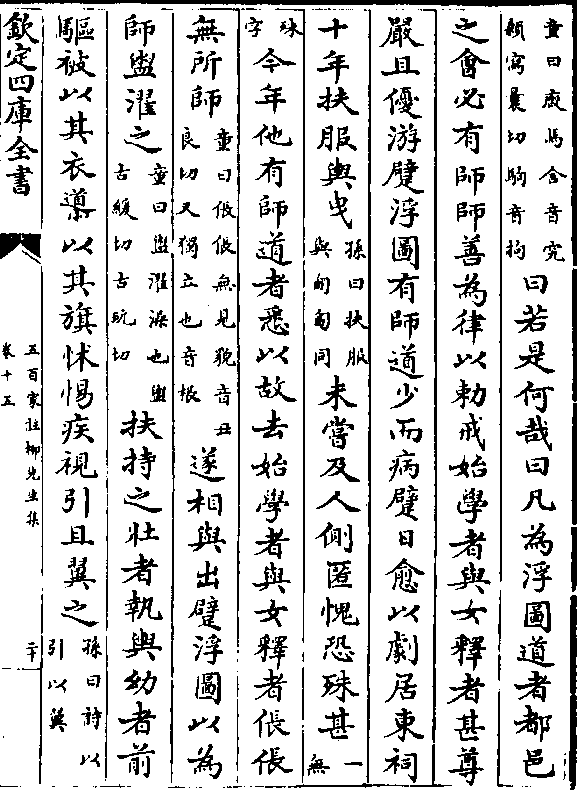 童曰廄馬舍音究
顙寫曩切駒音拘
曰若是何哉曰凡為浮圖道者都邑
之會必有師師善為律以勅戒始學者與女釋者甚尊
嚴且優游躄浮圖有師道少而病躄日愈以劇居東祠
十年扶服輿曳
孫曰扶服
與匍匐同
未嘗及人側匿愧恐殊甚
一
無
殊
字
今年他有師道者悉以故去始學者與女釋者倀倀
無所師
童曰倀倀無見貌音丑
良切又獨立也音根
遂相與出躄浮圖以為
師盥濯之
童曰盥濯澡也盥
古緩切古玩切
扶持之壯者執輿幼者前
驅被以其衣導以其旗怵惕疾視引且翼之
孫曰詩以
引以翼
欽定四庫全書
五百家註柳先生集
卷十五
二十